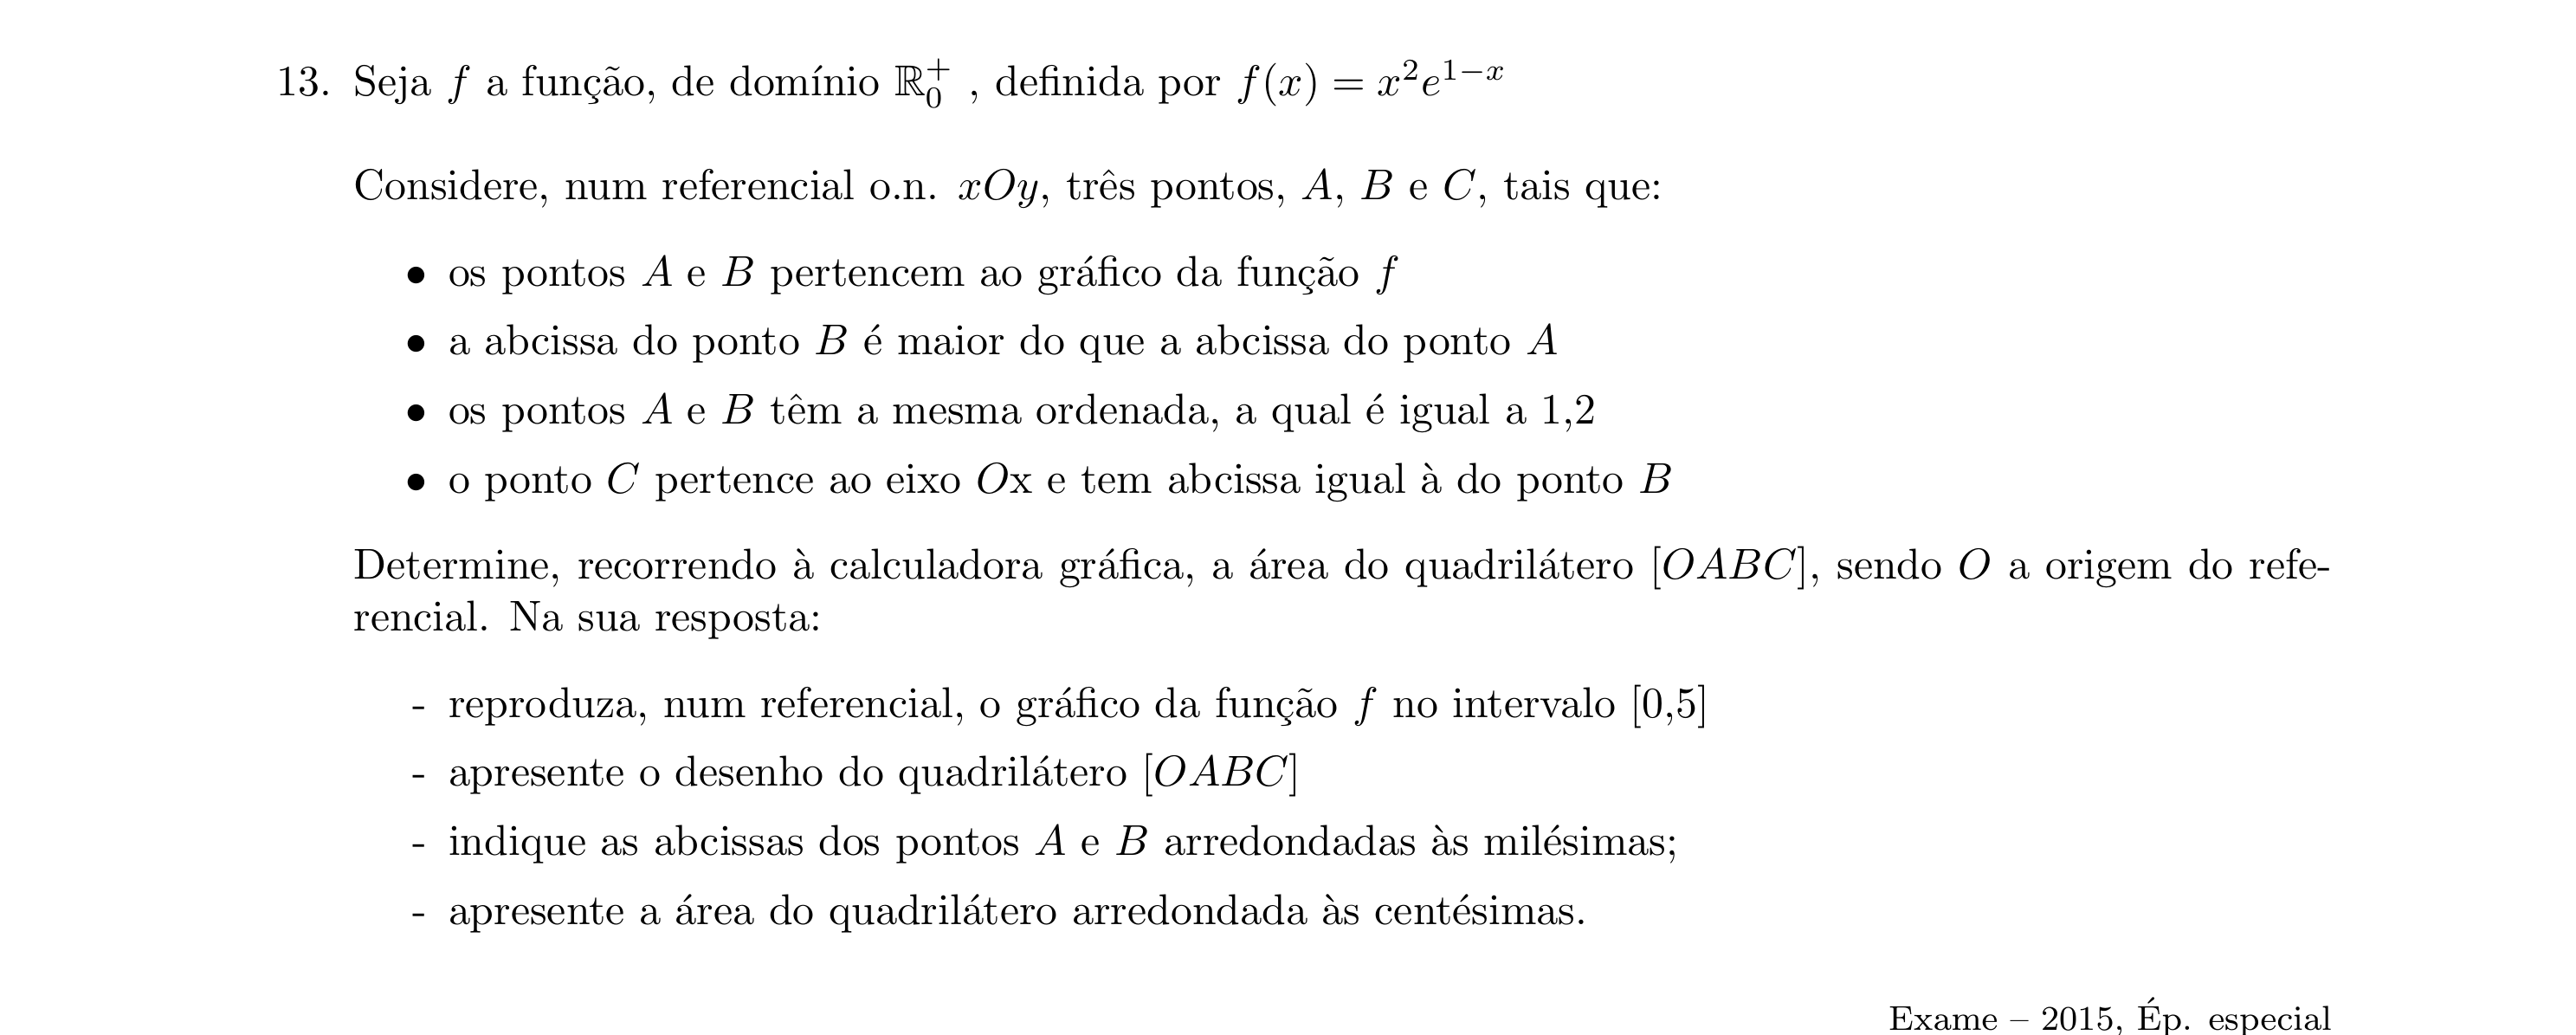 13. Seja f a função, de domínio ℝ₀⁺ , definida por f(x) = x²e¹⁻ˣ
Considere, num referencial o.n. xOy, três pontos, A, B e C, tais que:
• os pontos A e B pertencem ao gráfico da função f
• a abcissa do ponto B é maior do que a abcissa do ponto A
• os pontos A e B têm a mesma ordenada, a qual é igual a 1,2
• o ponto C pertence ao eixo Ox e tem abcissa igual à do ponto B
Determine, recorrendo à calculadora gráfica, a área do quadrilátero [OABC], sendo O a origem do refe-
rencial. Na sua resposta:
- reproduza, num referencial, o gráfico da função f no intervalo [0,5]
- apresente o desenho do quadrilátero [OABC]
- indique as abcissas dos pontos A e B arredondadas às milésimas;
- apresente a área do quadrilátero arredondada às centésimas.
Exame – 2015, Ép. especial